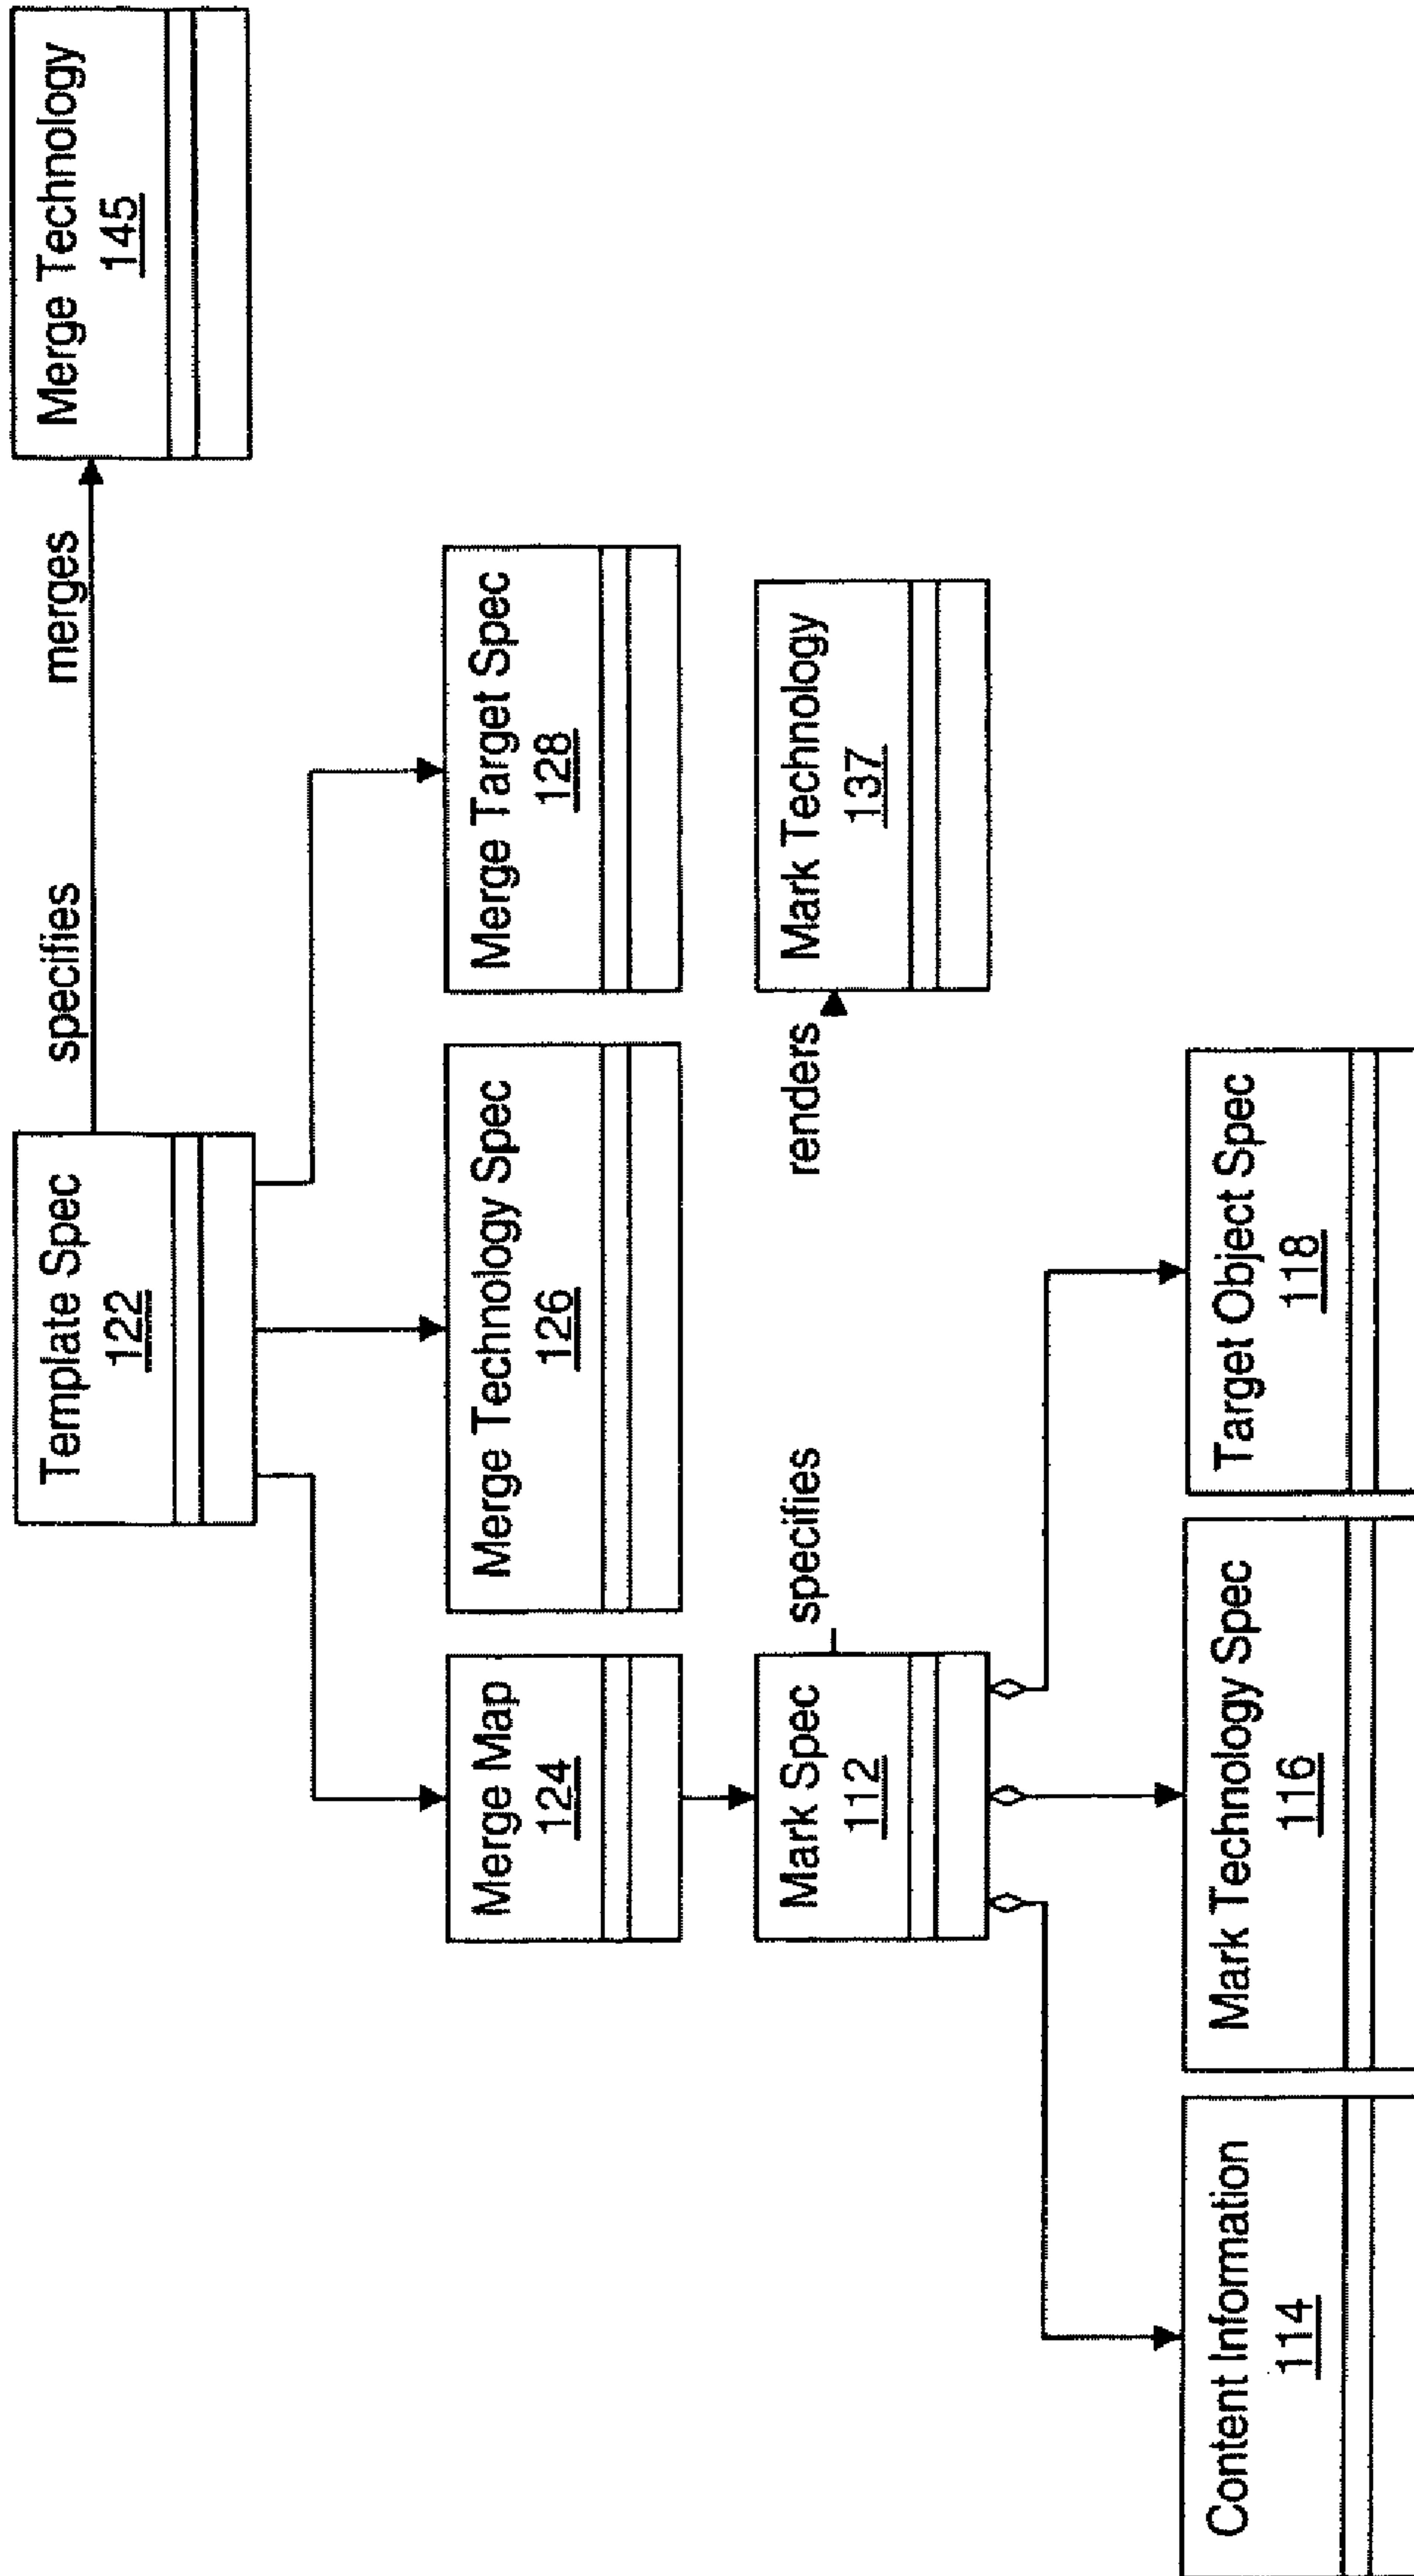 Template Spec
122
specifies
merges
Merge Technology
145
Merge Map
124
Merge Technology Spec
126
Merge Target Spec
128
Mark Spec
112
specifies
renders
Mark Technology
137
Content Information
114
Mark Technology Spec
116
Target Object Spec
118